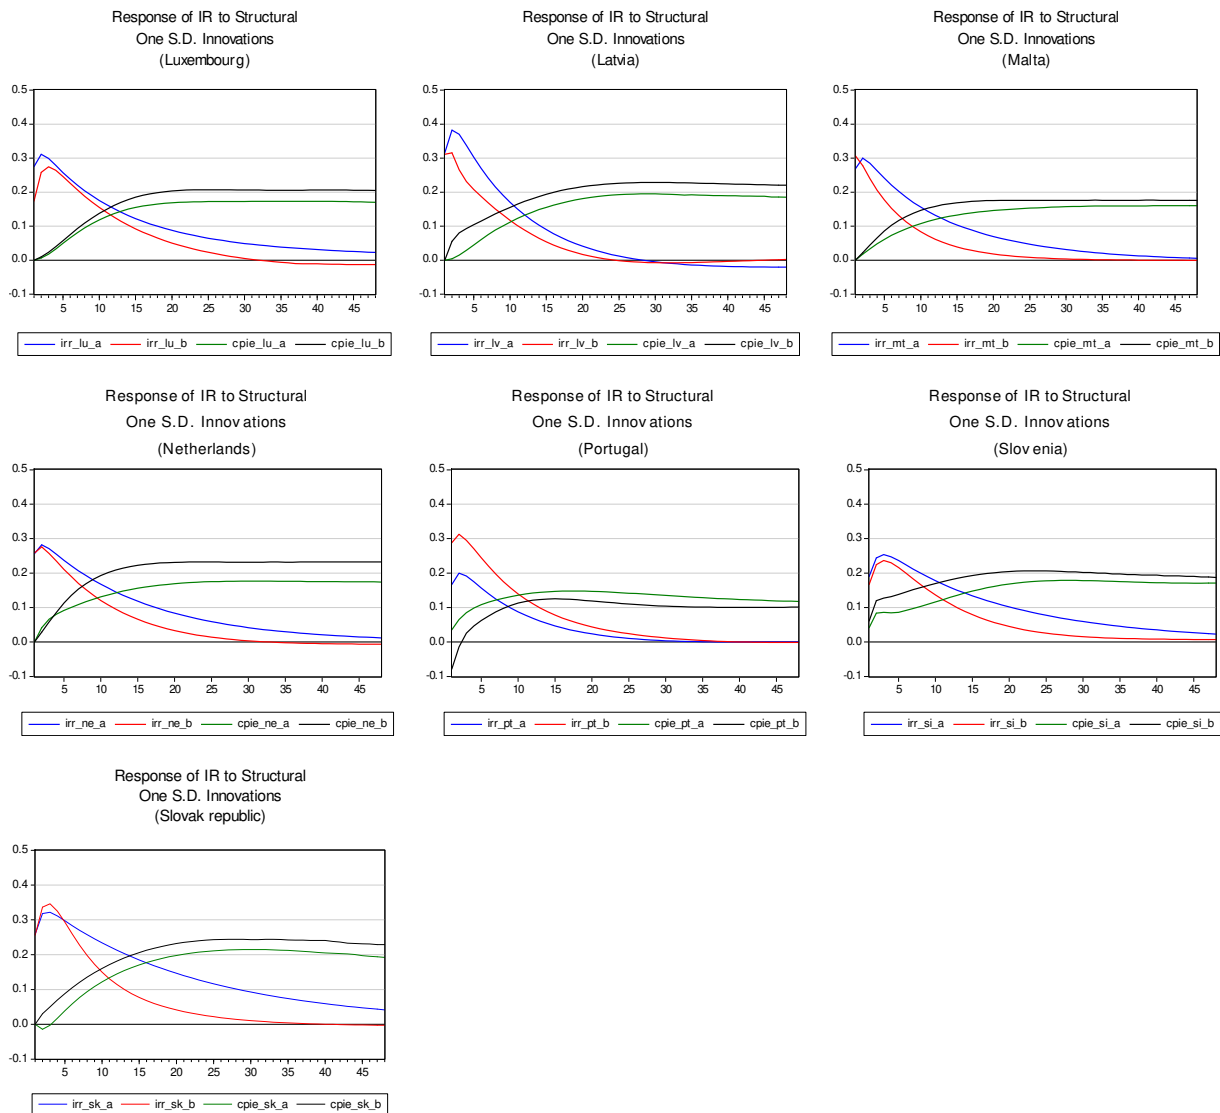 Response of IR to Structural
One S.D. Innovations
(Luxembourg)
0.5
0.4
0.3
0.2
0.1
0.0
-0.1
5 10 15 20 25 30 35 40 45
irr_lu_a irr_lu_b cpie_lu_a cpie_lu_b
Response of IR to Structural
One S.D. Innovations
(Latvia)
0.5
0.4
0.3
0.2
0.1
0.0
-0.1
5 10 15 20 25 30 35 40 45
irr_lv_a irr_lv_b cpie_lv_a cpie_lv_b
Response of IR to Structural
One S.D. Innovations
(Malta)
0.5
0.4
0.3
0.2
0.1
0.0
-0.1
5 10 15 20 25 30 35 40 45
irr_mt_a irr_mt_b cpie_mt_a cpie_mt_b
Response of IR to Structural
One S.D. Innovations
(Netherlands)
0.5
0.4
0.3
0.2
0.1
0.0
-0.1
5 10 15 20 25 30 35 40 45
irr_ne_a irr_ne_b cpie_ne_a cpie_ne_b
Response of IR to Structural
One S.D. Innovations
(Portugal)
0.5
0.4
0.3
0.2
0.1
0.0
-0.1
5 10 15 20 25 30 35 40 45
irr_pt_a irr_pt_b cpie_pt_a cpie_pt_b
Response of IR to Structural
One S.D. Innovations
(Slovenia)
0.5
0.4
0.3
0.2
0.1
0.0
-0.1
5 10 15 20 25 30 35 40 45
irr_si_a irr_si_b cpie_si_a cpie_si_b
Response of IR to Structural
One S.D. Innovations
(Slovak republic)
0.5
0.4
0.3
0.2
0.1
0.0
-0.1
5 10 15 20 25 30 35 40 45
irr_sk_a irr_sk_b cpie_sk_a cpie_sk_b